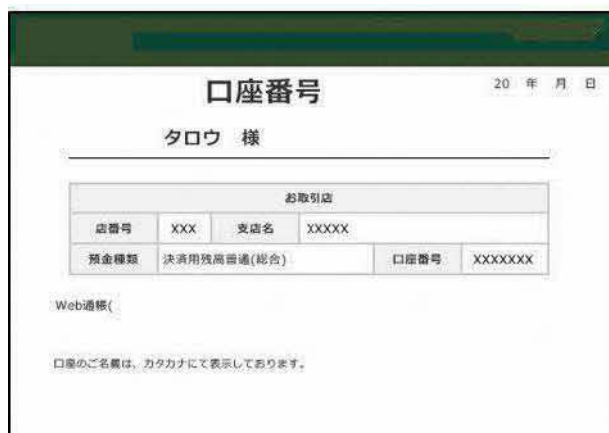 20 年 月 日
口座番号
タロウ 様
お取引店
店番号 XXX 支店名 XXXXX
預金種類 決済用残高普通(総合) 口座番号 XXXXXXX
Web通帳(
口座のご名義は、カタカナにて表示しております。